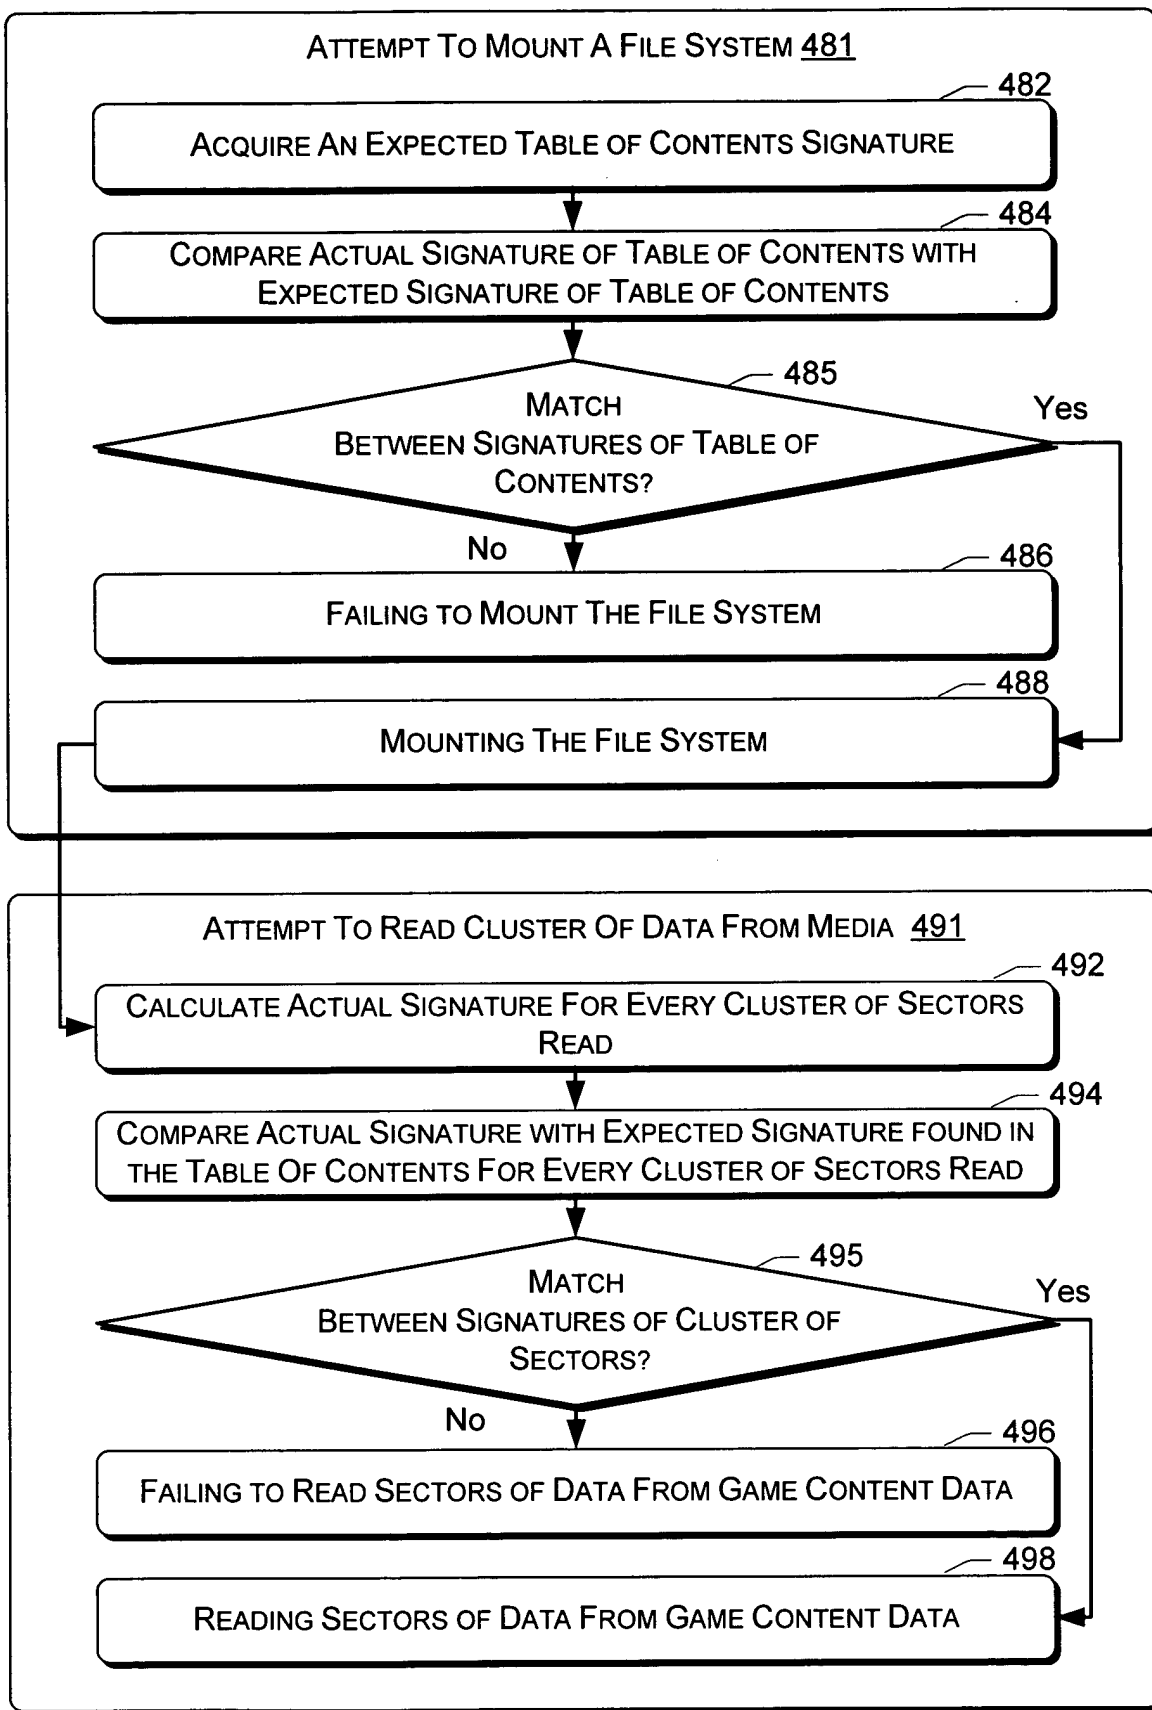 ATTEMPT TO MOUNT A FILE SYSTEM 481
482
ACQUIRE AN EXPECTED TABLE OF CONTENTS SIGNATURE
484
COMPARE ACTUAL SIGNATURE OF TABLE OF CONTENTS WITH
EXPECTED SIGNATURE OF TABLE OF CONTENTS
485
MATCH
BETWEEN SIGNATURES OF TABLE OF
CONTENTS?
Yes
No
486
FAILING TO MOUNT THE FILE SYSTEM
488
MOUNTING THE FILE SYSTEM
ATTEMPT TO READ CLUSTER OF DATA FROM MEDIA 491
492
CALCULATE ACTUAL SIGNATURE FOR EVERY CLUSTER OF SECTORS
READ
494
COMPARE ACTUAL SIGNATURE WITH EXPECTED SIGNATURE FOUND IN
THE TABLE OF CONTENTS FOR EVERY CLUSTER OF SECTORS READ
495
MATCH
BETWEEN SIGNATURES OF CLUSTER OF
SECTORS?
Yes
No
496
FAILING TO READ SECTORS OF DATA FROM GAME CONTENT DATA
498
READING SECTORS OF DATA FROM GAME CONTENT DATA